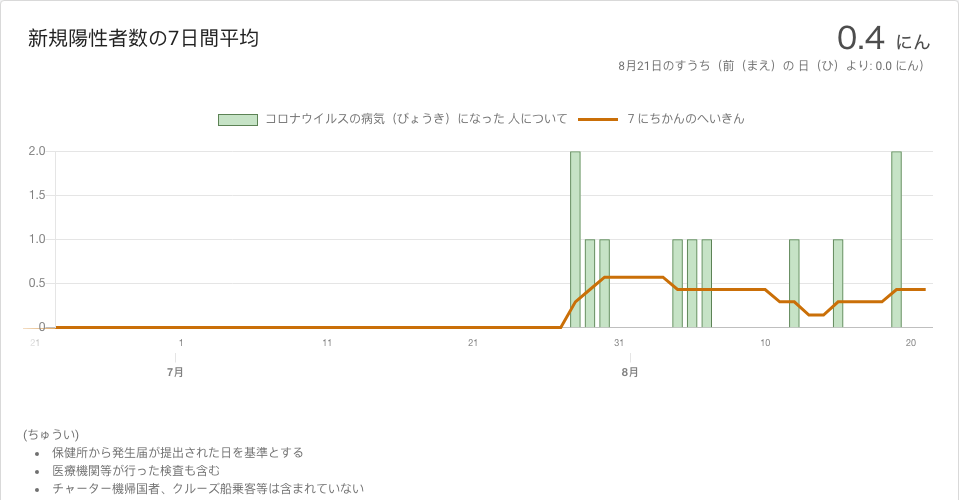 新規陽性者数の7日間平均
0.4 にん
8月21日のすうち（前（まえ）の 日（ひ）より: 0.0 にん）
コロナウイルスの病気（びょうき）になった 人について
7 にちかんのへいきん
2.0
1.5
1.0
0.5
0
21 1 11 21 31 10 20
7月 8月
(ちゅうい)
• 保健所から発生届が提出された日を基準とする
• 医療機関等が行った検査も含む
• チャーター機帰国者、クルーズ船乗客等は含まれていない